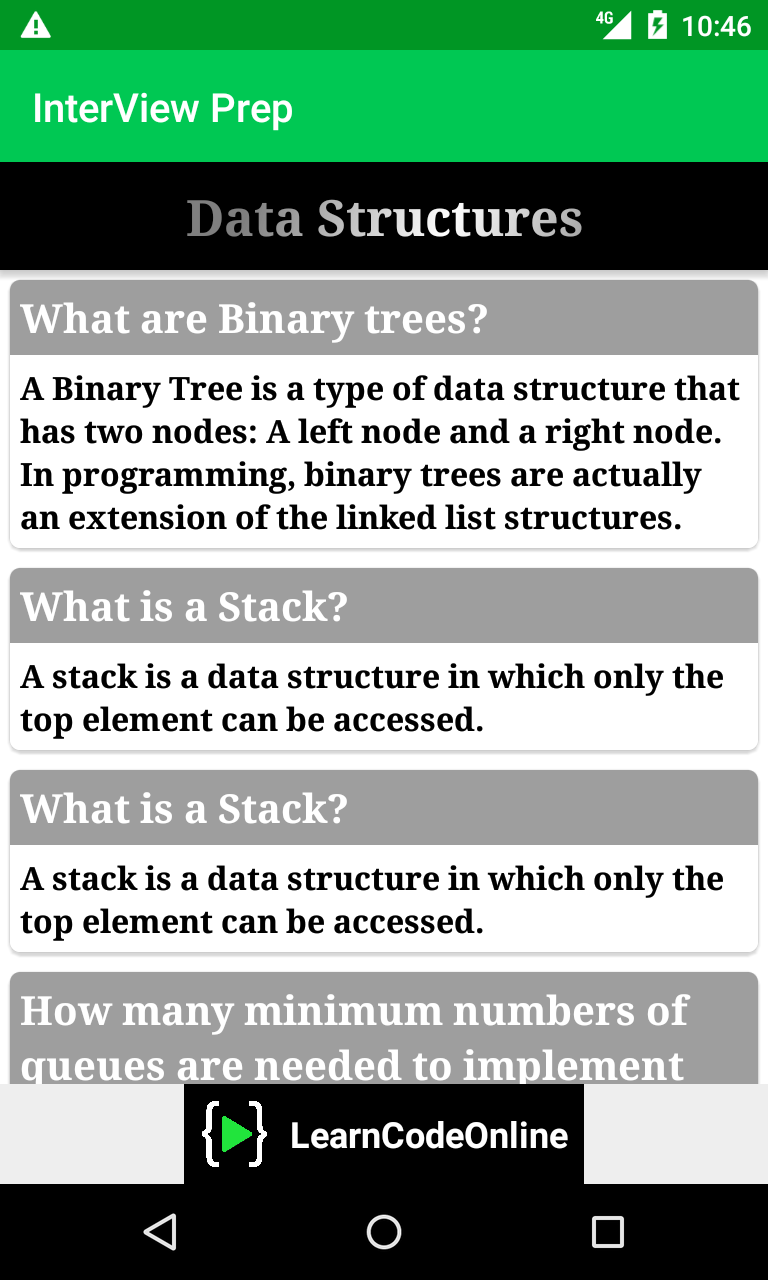 4G 10:46
InterView Prep
Data Structures
What are Binary trees?
A Binary Tree is a type of data structure that
has two nodes: A left node and a right node.
In programming, binary trees are actually
an extension of the linked list structures.
What is a Stack?
A stack is a data structure in which only the
top element can be accessed.
What is a Stack?
A stack is a data structure in which only the
top element can be accessed.
How many minimum numbers of
queues are needed to implement
LearnCodeOnline